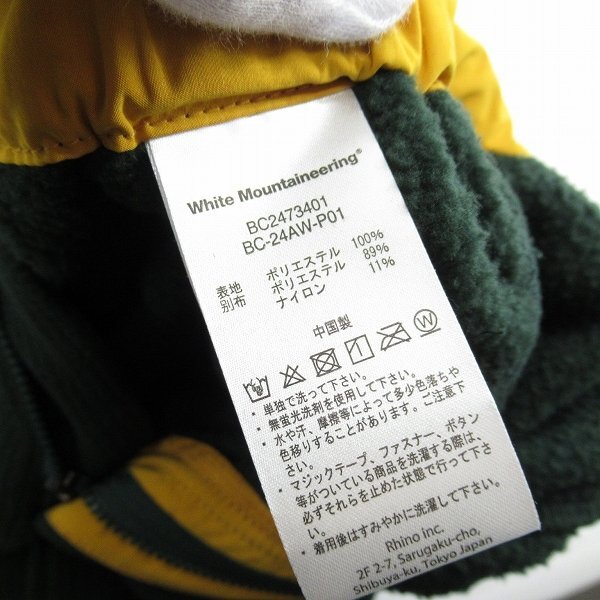 White Mountaineering®
BC2473401
BC-24AW-P01
表地 ポリエステル 100%
別布 ポリエステル 89%
ナイロン 11%
中国製
・単独で洗って下さい。
・無蛍光洗剤を使用して下さい。
・水や汗、摩擦等によって多少色落ちや
色移りすることがあります。ご注意下
さい。
・マジックテープ、ファスナー、ボタン
等がついている商品を洗濯する際は、
必ずそれらを止めた状態で行って下さ
い。
・着用後はすみやかに洗濯して下さい。
Rhino inc.
2F 2-7, Sarugaku-cho,
Shibuya-ku, Tokyo Japan